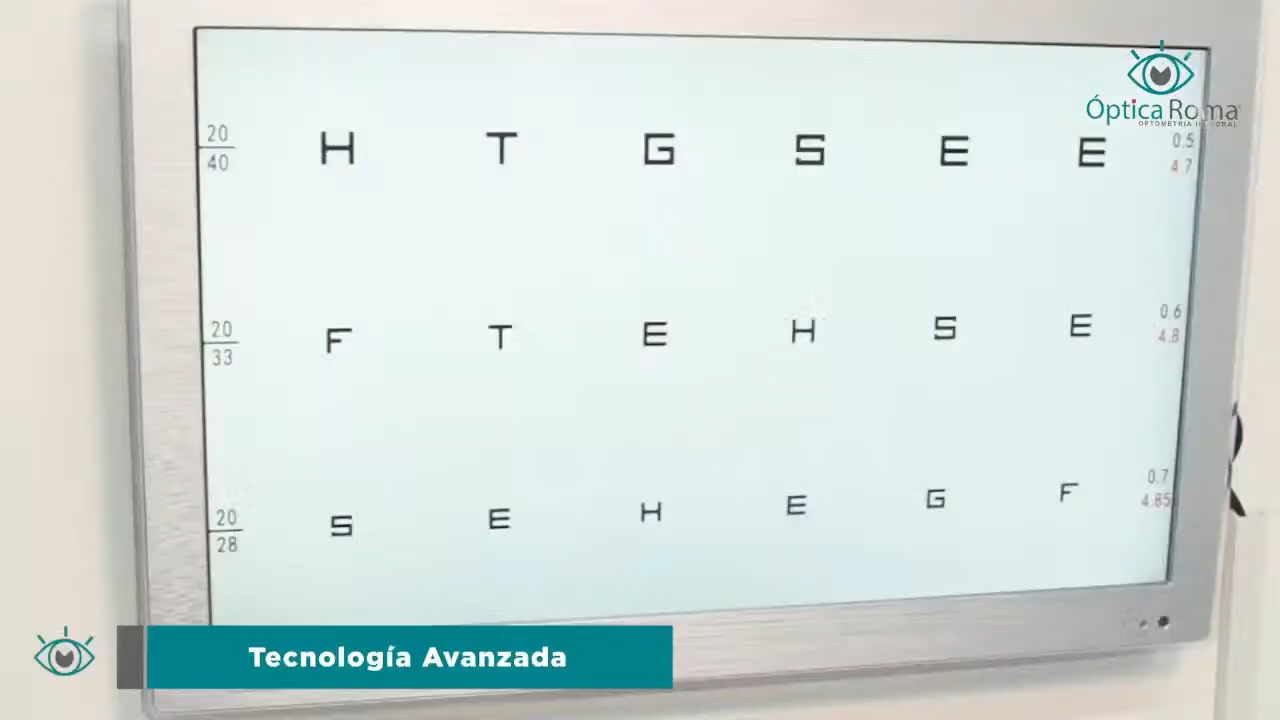 Óptica Roma
20 H T G S E E 0.5
40 4.7
20 F T E H S E 0.6
33 4.8
20 S E H E G F 0.7
28 4.85
Tecnología Avanzada